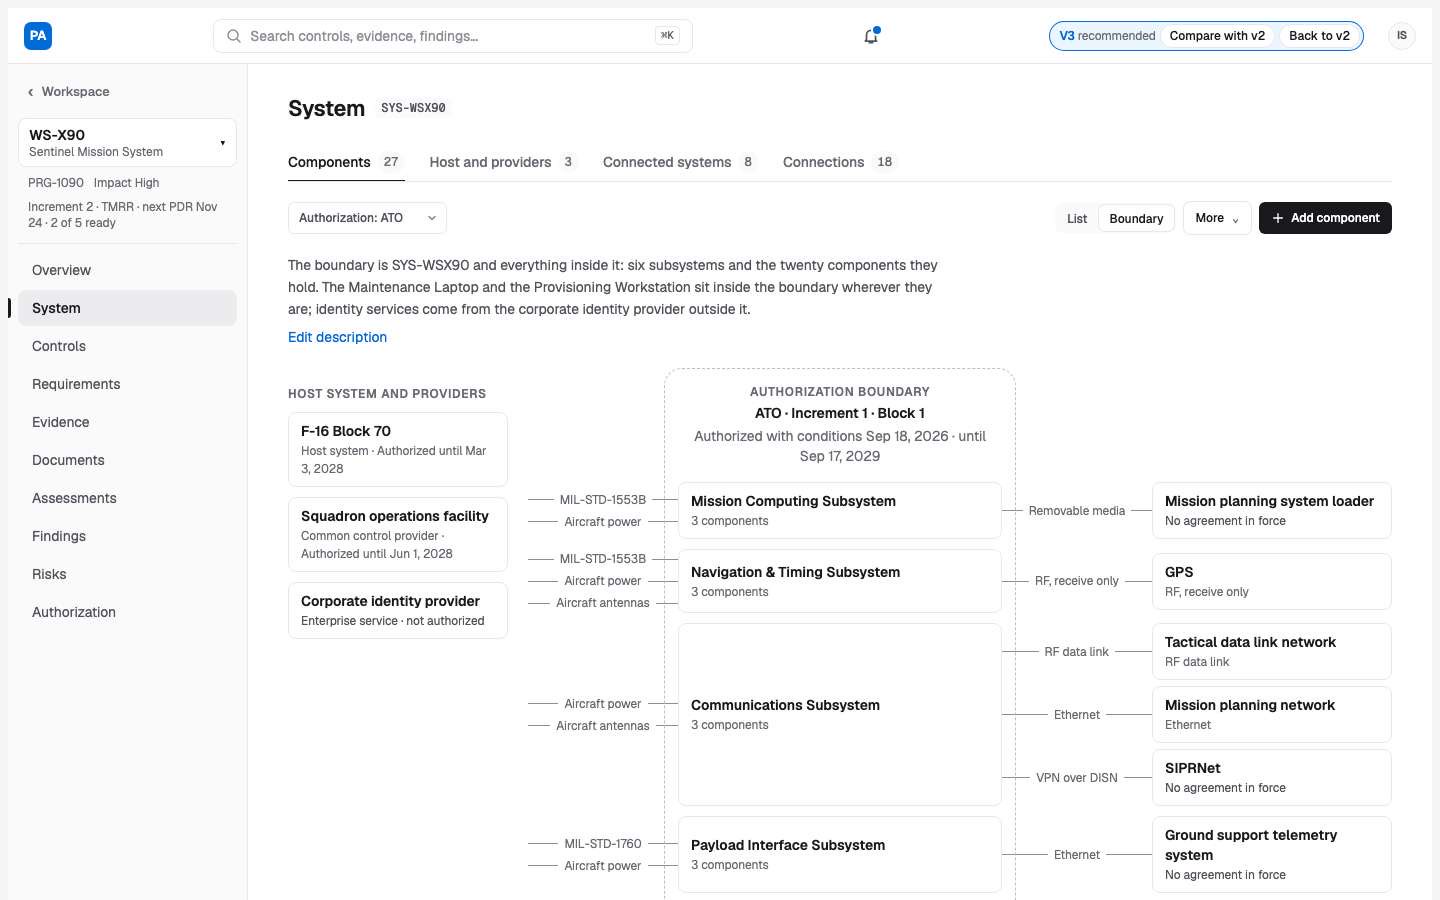 PA
Search controls, evidence, findings...
⌘K
V3 recommended
Compare with v2
Back to v2
IS
‹ Workspace
WS-X90
Sentinel Mission System
PRG-1090 Impact High
Increment 2 · TMRR · next PDR Nov
24 · 2 of 5 ready
Overview
System
Controls
Requirements
Evidence
Documents
Assessments
Findings
Risks
Authorization
System SYS-WSX90
Components 27
Host and providers 3
Connected systems 8
Connections 18
Authorization: ATO
List
Boundary
More
+ Add component
The boundary is SYS-WSX90 and everything inside it: six subsystems and the twenty components they
hold. The Maintenance Laptop and the Provisioning Workstation sit inside the boundary wherever they
are; identity services come from the corporate identity provider outside it.
Edit description
HOST SYSTEM AND PROVIDERS
F-16 Block 70
Host system · Authorized until Mar
3, 2028
Squadron operations facility
Common control provider ·
Authorized until Jun 1, 2028
Corporate identity provider
Enterprise service · not authorized
AUTHORIZATION BOUNDARY
ATO · Increment 1 · Block 1
Authorized with conditions Sep 18, 2026 · until
Sep 17, 2029
MIL-STD-1553B
Aircraft power
Mission Computing Subsystem
3 components
Removable media
Mission planning system loader
No agreement in force
MIL-STD-1553B
Aircraft power
Aircraft antennas
Navigation & Timing Subsystem
3 components
RF, receive only
GPS
RF, receive only
Aircraft power
Aircraft antennas
Communications Subsystem
3 components
RF data link
Tactical data link network
RF data link
Ethernet
Mission planning network
Ethernet
VPN over DISN
SIPRNet
No agreement in force
MIL-STD-1760
Aircraft power
Payload Interface Subsystem
3 components
Ethernet
Ground support telemetry
system
No agreement in force